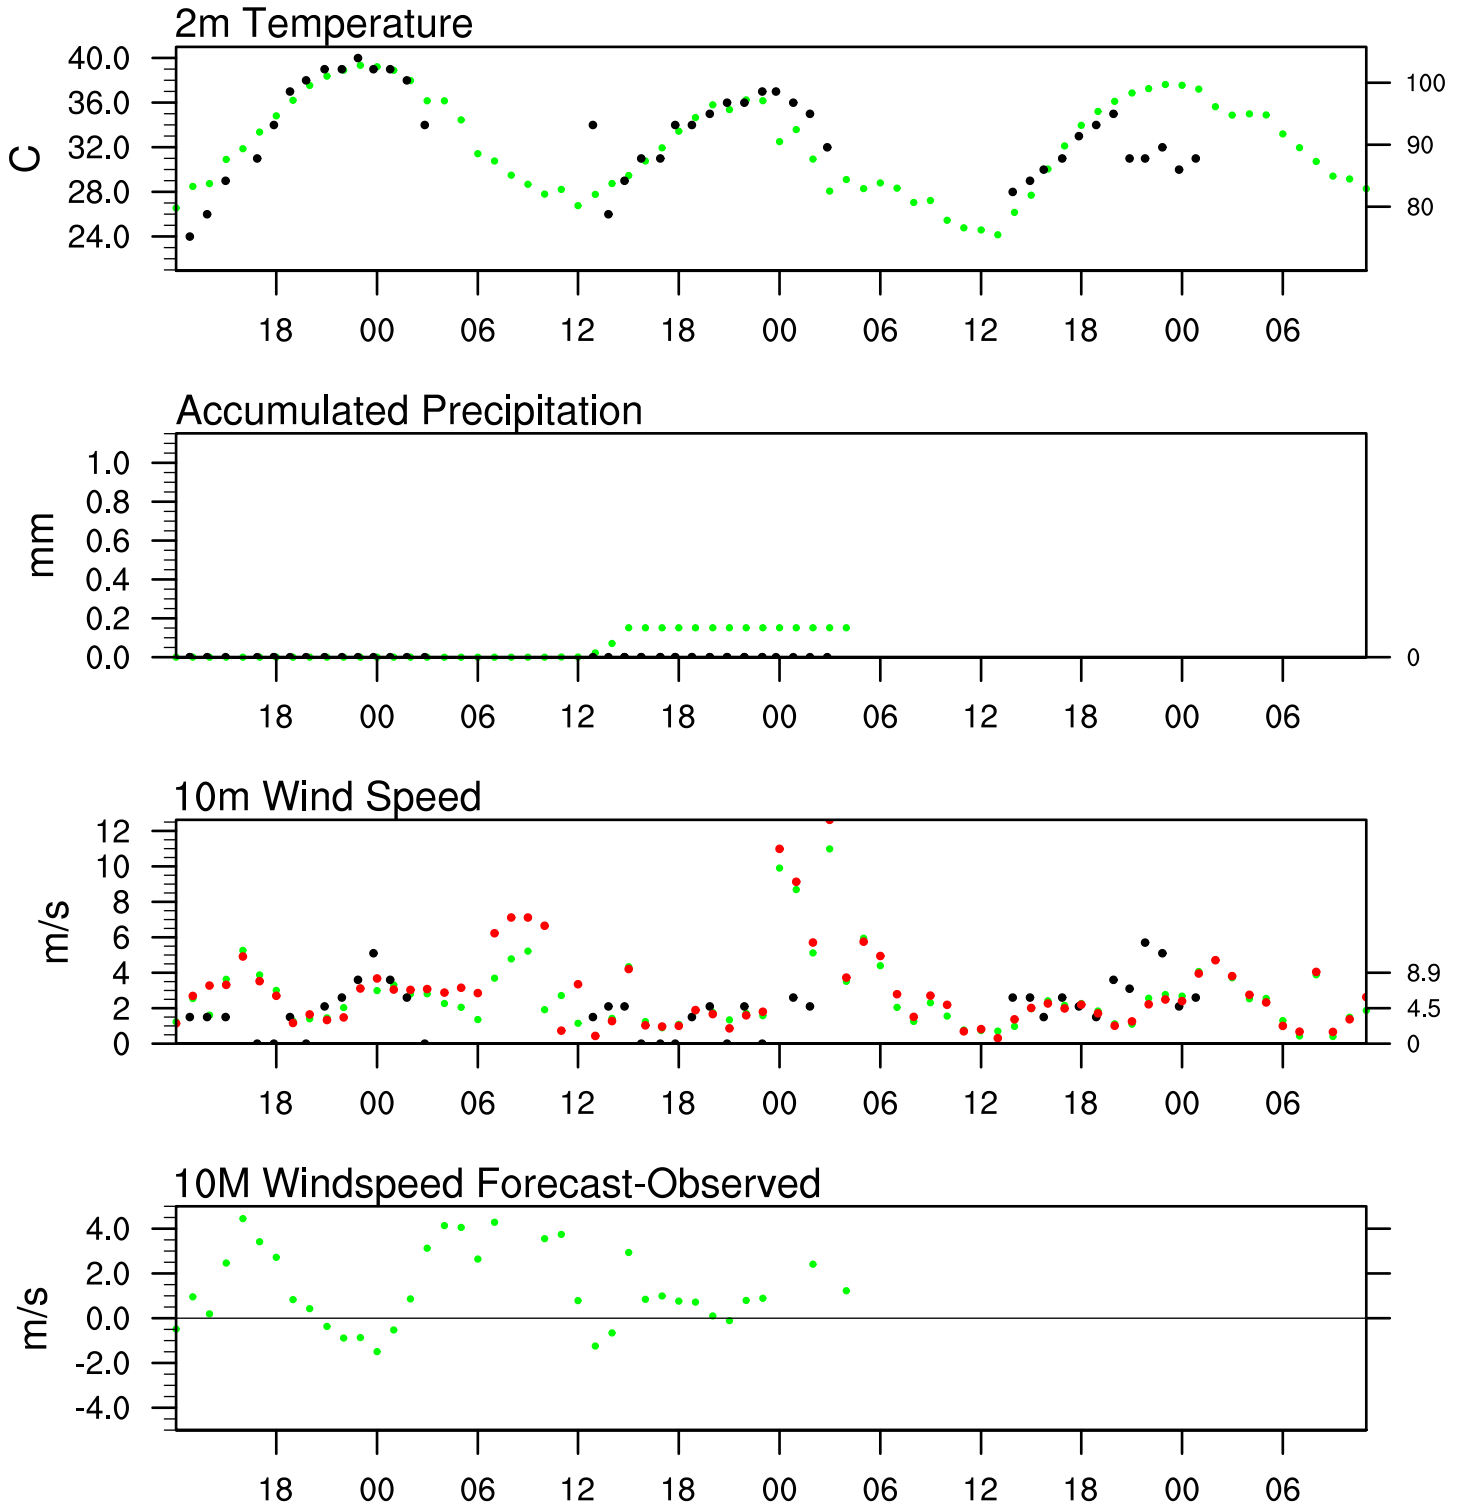 2m Temperature
40.0
36.0
32.0
28.0
24.0
C
100
90
80
18 00 06 12 18 00 06 12 18 00 06
Accumulated Precipitation
1.0
0.8
0.6
0.4
0.2
0.0
mm
0
18 00 06 12 18 00 06 12 18 00 06
10m Wind Speed
12
10
8
6
4
2
0
m/s
8.9
4.5
0
18 00 06 12 18 00 06 12 18 00 06
10M Windspeed Forecast-Observed
4.0
2.0
0.0
-2.0
-4.0
m/s
18 00 06 12 18 00 06 12 18 00 06